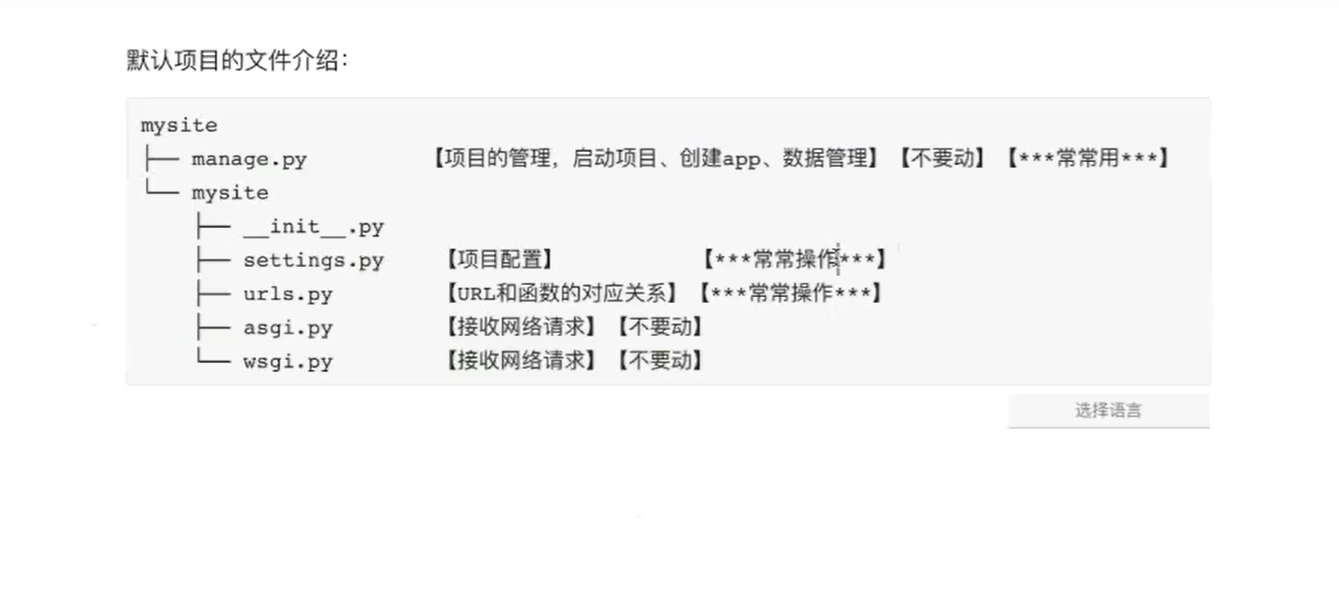 默认项目的文件介绍:
mysite
├── manage.py 【项目的管理, 启动项目、创建app、数据管理】【不要动】【***常常用***】
└── mysite
├── __init__.py
├── settings.py 【项目配置】 【***常常操作***】
├── urls.py 【URL和函数的对应关系】【***常常操作***】
├── asgi.py 【接收网络请求】【不要动】
└── wsgi.py 【接收网络请求】【不要动】
选择语言